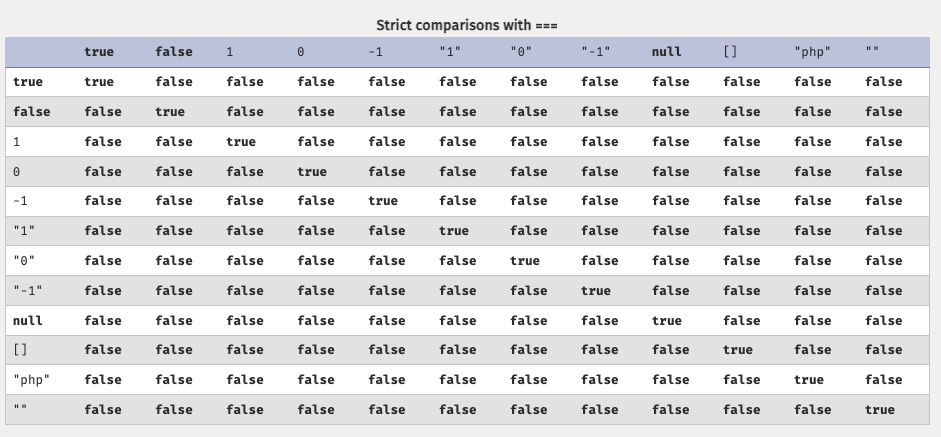 Strict comparisons with ===
true false 1 0 -1 "1" "0" "-1" null [] "php" ""
true true false false false false false false false false false false false
false false true false false false false false false false false false false
1 false false true false false false false false false false false false
0 false false false true false false false false false false false false
-1 false false false false true false false false false false false false
"1" false false false false false true false false false false false false
"0" false false false false false false true false false false false false
"-1" false false false false false false false true false false false false
null false false false false false false false false true false false false
[] false false false false false false false false false true false false
"php" false false false false false false false false false false true false
"" false false false false false false false false false false false true